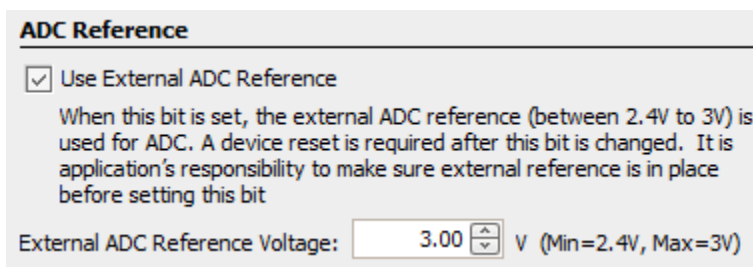 ADC Reference
Use External ADC Reference
When this bit is set, the external ADC reference (between 2.4V to 3V) is
used for ADC. A device reset is required after this bit is changed.  It is
application's responsibility to make sure external reference is in place
before setting this bit
External ADC Reference Voltage: 3.00 V (Min=2.4V, Max=3V)